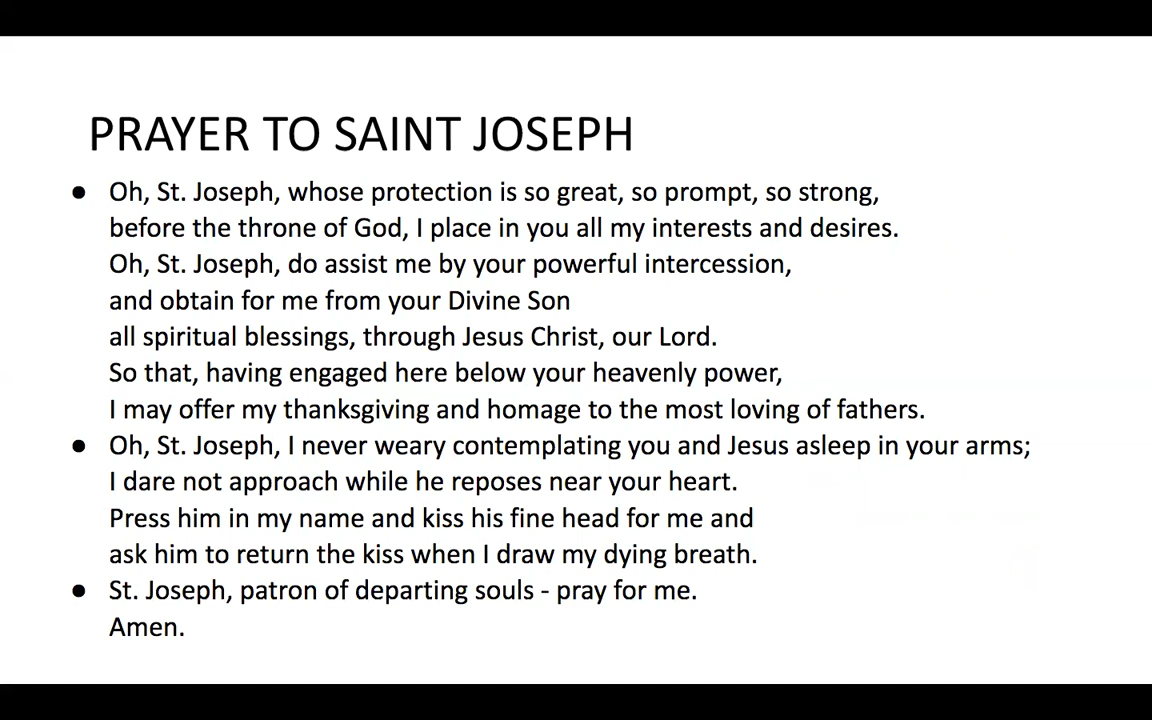 PRAYER TO SAINT JOSEPH
● Oh, St. Joseph, whose protection is so great, so prompt, so strong,
before the throne of God, I place in you all my interests and desires.
Oh, St. Joseph, do assist me by your powerful intercession,
and obtain for me from your Divine Son
all spiritual blessings, through Jesus Christ, our Lord.
So that, having engaged here below your heavenly power,
I may offer my thanksgiving and homage to the most loving of fathers.
● Oh, St. Joseph, I never weary contemplating you and Jesus asleep in your arms;
I dare not approach while he reposes near your heart.
Press him in my name and kiss his fine head for me and
ask him to return the kiss when I draw my dying breath.
● St. Joseph, patron of departing souls - pray for me.
Amen.